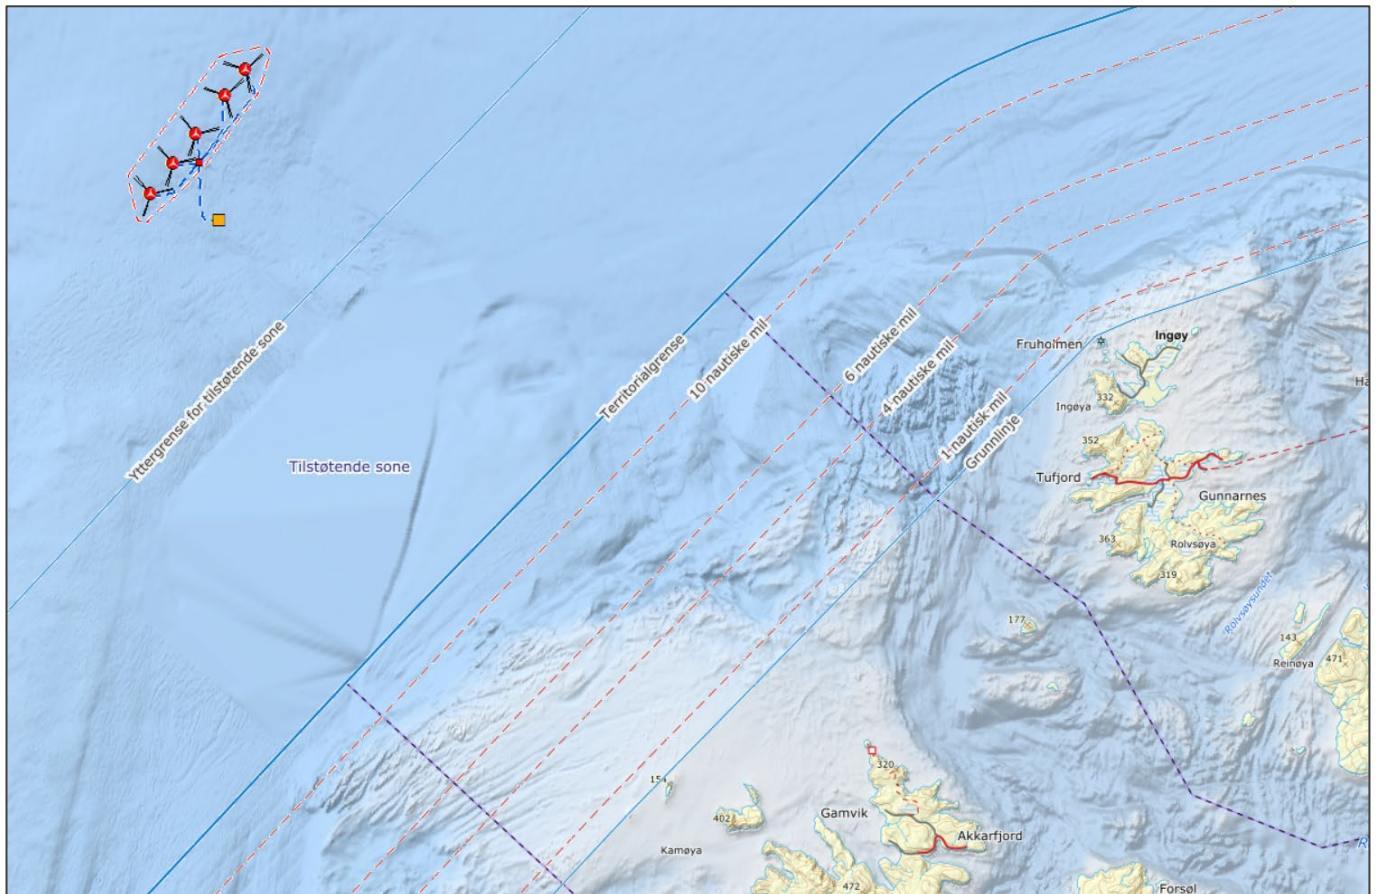 Yttergrense for tilstøtende sone
Tilstøtende sone
Territorialgrense
10 nautiske mil
6 nautiske mil
4 nautiske mil
1 nautisk mil
Grunnlinje
Fruholmen
Ingøy
332
Ingøya
352
Tufjord
Gunnarnes
363
Rolvsøya
319
Rolvsøysundet
177
143
Reinøya
471
320
15
402
Gamvik
Akkarfjord
Kamøya
472
Forsøl
Ha
R